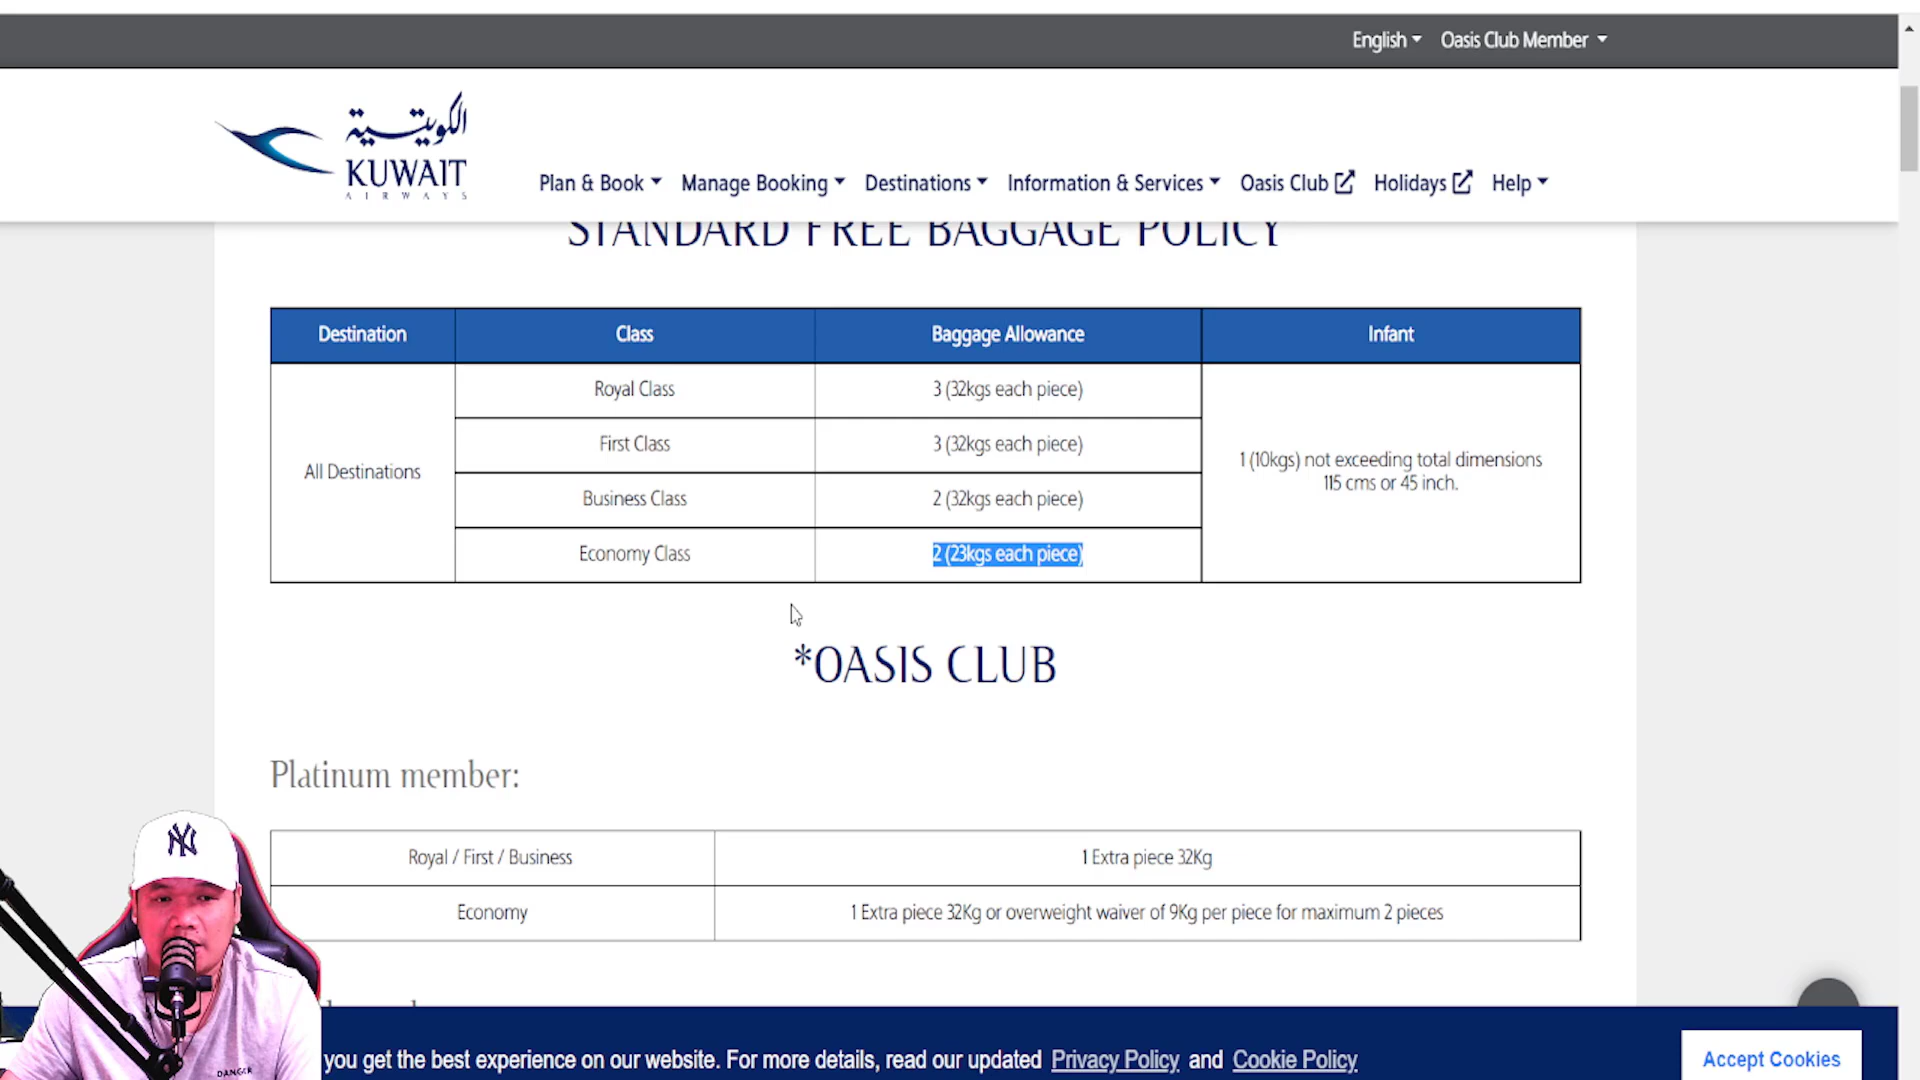 English
Oasis Club Member
الكويتية
KUWAIT
AIRWAYS
Plan & Book
Manage Booking
Destinations
Information & Services
Oasis Club
Holidays
Help
STANDARD FREE BAGGAGE POLICY
Destination
Class
Baggage Allowance
Infant
All Destinations
Royal Class
3 (32kgs each piece)
First Class
3 (32kgs each piece)
Business Class
2 (32kgs each piece)
Economy Class
2 (23kgs each piece)
1 (10kgs) not exceeding total dimensions
115 cms or 45 inch.
*OASIS CLUB
Platinum member:
Royal / First / Business
1 Extra piece 32Kg
Economy
1 Extra piece 32Kg or overweight waiver of 9Kg per piece for maximum 2 pieces
NY
DANGER
you get the best experience on our website. For more details, read our updated Privacy Policy and Cookie Policy
Accept Cookies